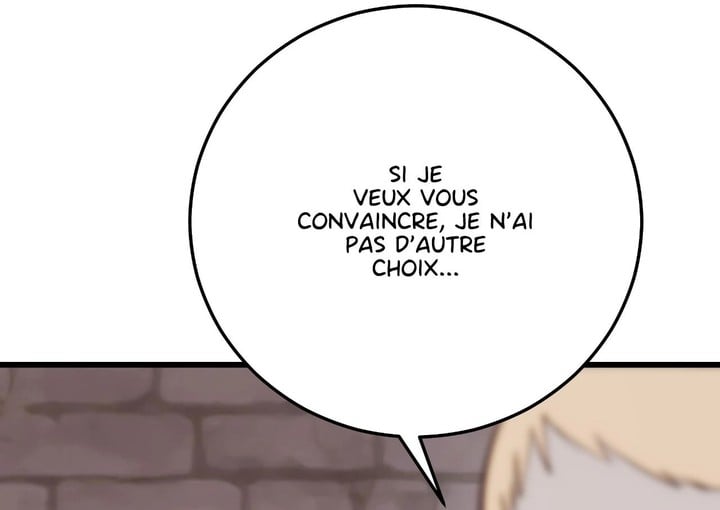 SI JE
VEUX VOUS
CONVAINCRE, JE N'AI
PAS D'AUTRE
CHOIX...